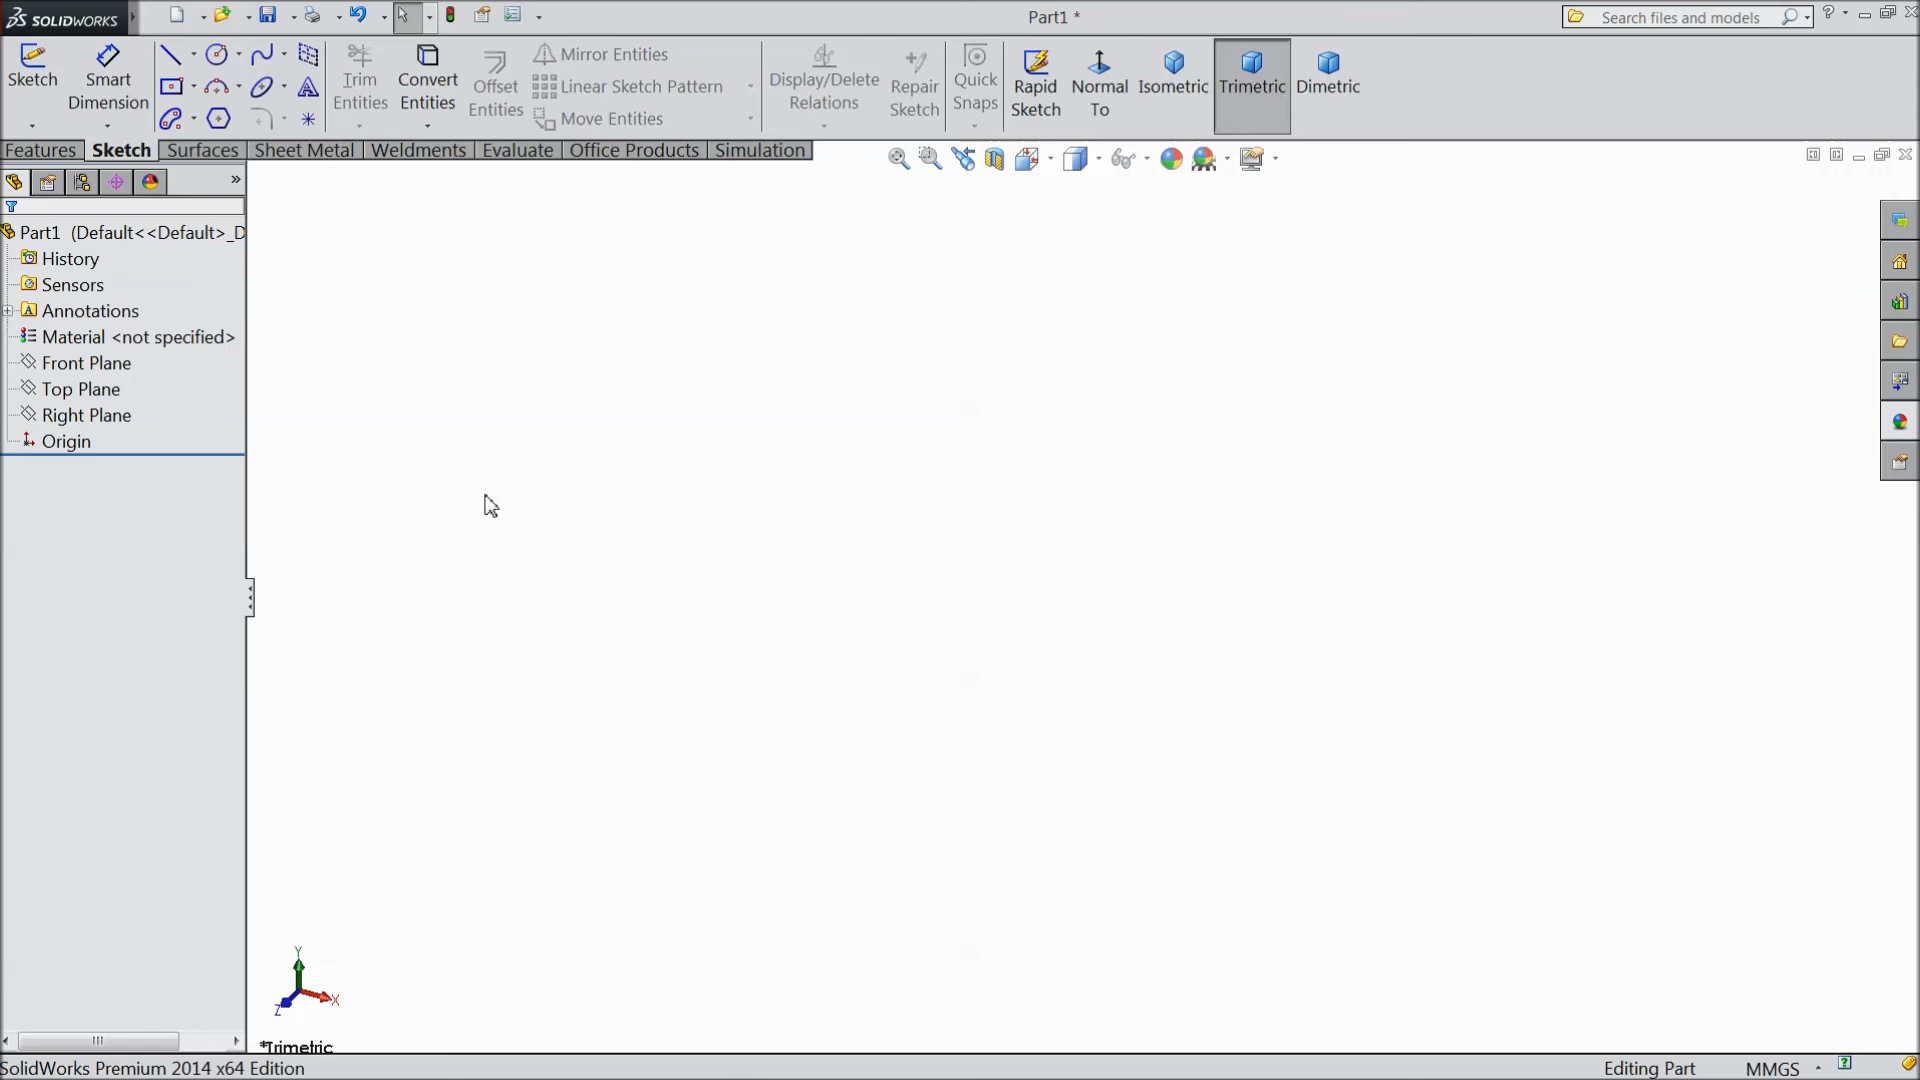 SOLIDWORKS
Part1 *
Search files and models
Sketch
Smart Dimension
Trim Entities
Convert Entities
Offset Entities
Mirror Entities
Linear Sketch Pattern
Move Entities
Display/Delete Relations
Repair Sketch
Quick Snaps
Rapid Sketch
Normal To
Isometric
Trimetric
Dimetric
Features Sketch Surfaces Sheet Metal Weldments Evaluate Office Products Simulation
Part1 (Default<<Default>_D
History
Sensors
Annotations
Material <not specified>
Front Plane
Top Plane
Right Plane
Origin
Y
X
Z
*Trimetric
SolidWorks Premium 2014 x64 Edition
Editing Part
MMGS